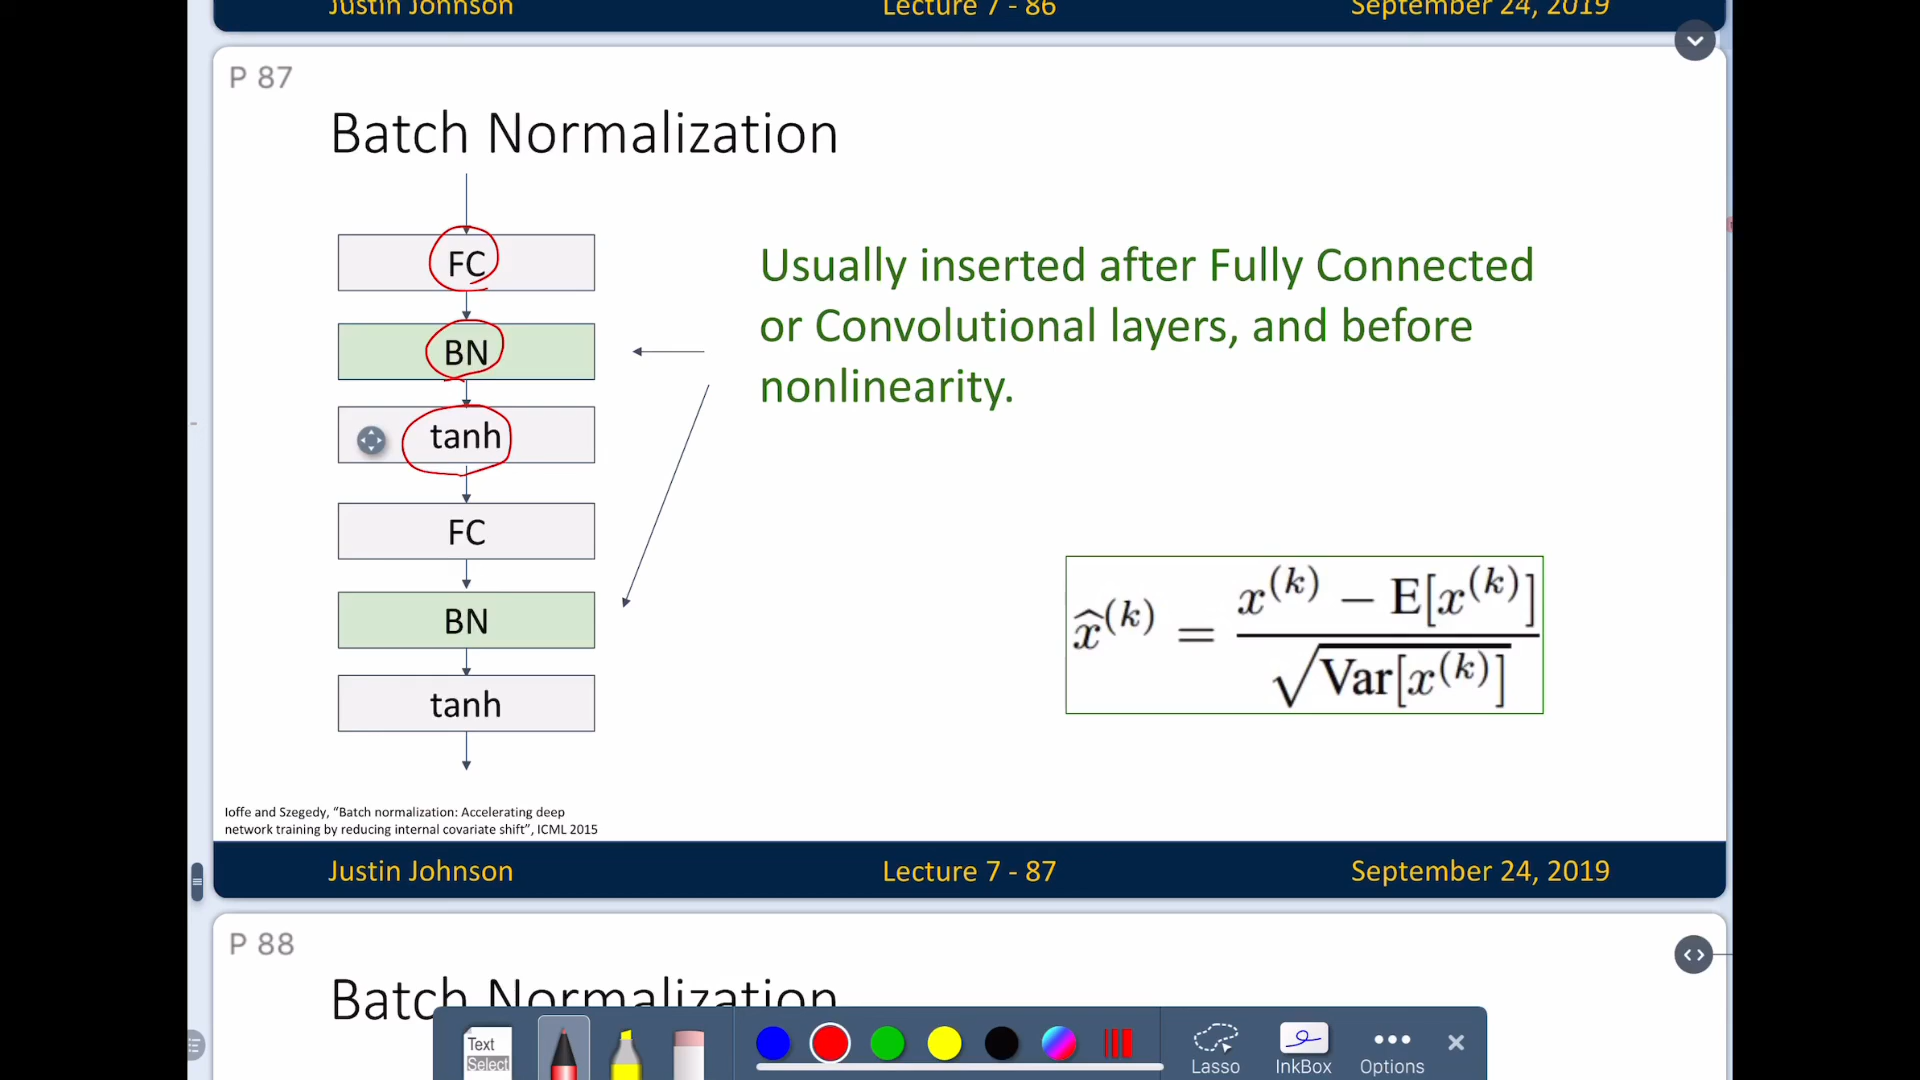 Justin Johnson
Lecture 7 - 86
September 24, 2019
P 87
Batch Normalization
FC
BN
tanh
FC
BN
tanh
Usually inserted after Fully Connected
or Convolutional layers, and before
nonlinearity.
x̂^(k) = (x^(k) − E[x^(k)]) / √Var[x^(k)]
Ioffe and Szegedy, “Batch normalization: Accelerating deep
network training by reducing internal covariate shift”, ICML 2015
Justin Johnson
Lecture 7 - 87
September 24, 2019
P 88
Batch Normalization
Text
Select
Lasso
InkBox
Options